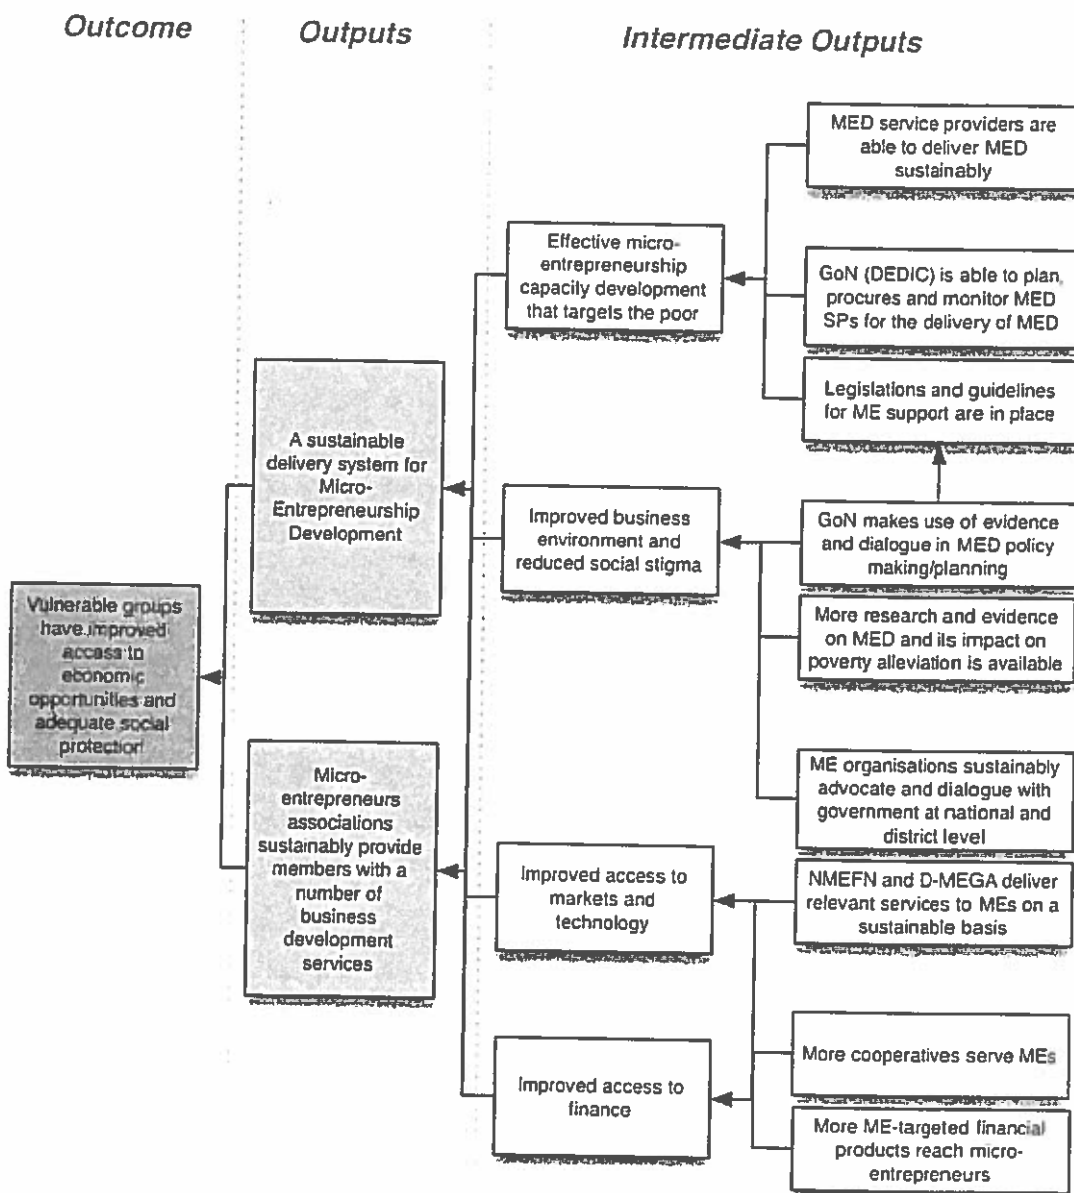 Outcome
Outputs
Intermediate Outputs
MED service providers are
able to deliver MED
sustainably
Effective micro-
entrepreneurship
capacity development
that targets the poor
GoN (DEDIC) is able to plan,
procures and monitor MED
SPs for the delivery of MED
Legislations and guidelines
for ME support are in place
A sustainable
delivery system for
Micro-
Entrepreneurship
Development
Improved business
environment and
reduced social stigma
GoN makes use of evidence
and dialogue in MED policy
making/planning
Vulnerable groups
have improved
access to
economic
opportunities and
adequate social
protection
More research and evidence
on MED and its impact on
poverty alleviation is available
Micro-
entrepreneurs
associations
sustainably provide
members with a
number of
business
development
services
ME organisations sustainably
advocate and dialogue with
government at national and
district level
Improved access to
markets and
technology
NMEFN and D-MEGA deliver
relevant services to MEs on a
sustainable basis
More cooperatives serve MEs
Improved access to
finance
More ME-targeted financial
products reach micro-
entrepreneurs